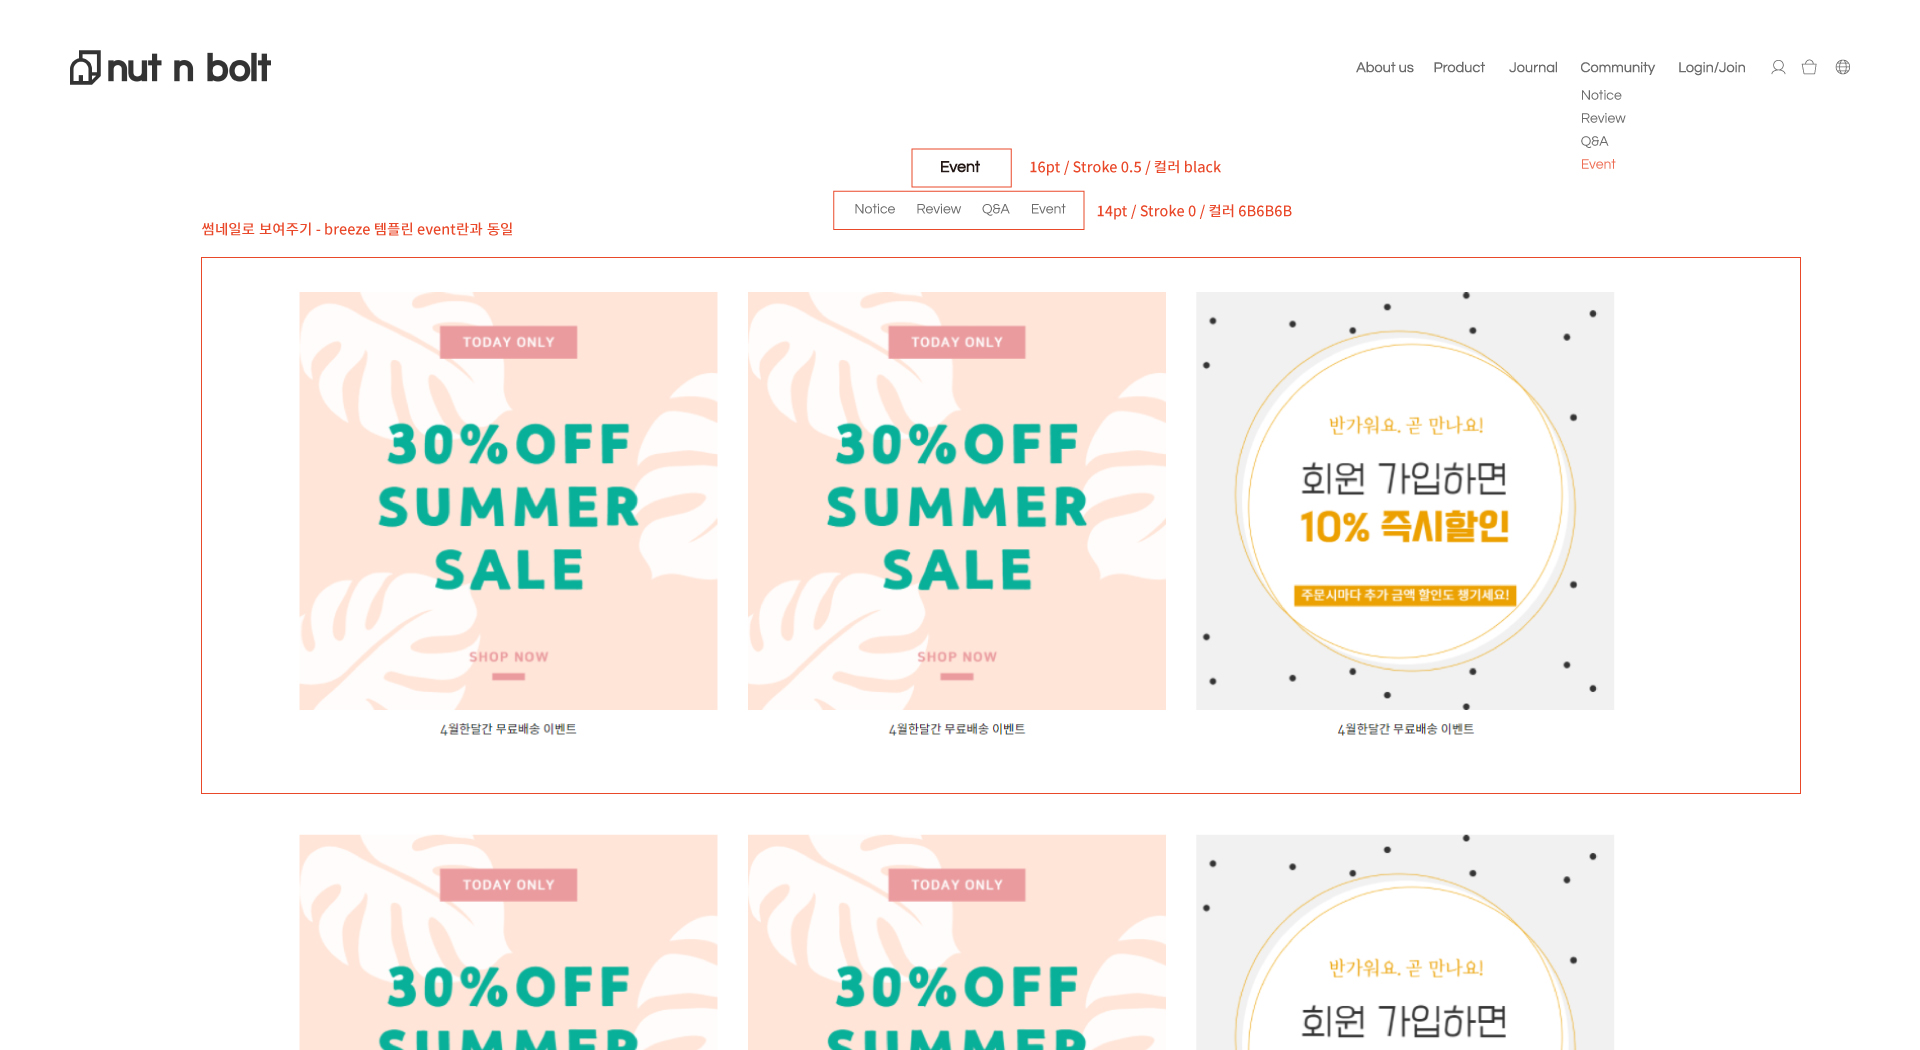 nut n bolt
About us Product Journal Community Login/Join
Notice
Review
Q&A
Event
Event
16pt / Stroke 0.5 / 컬러 black
Notice Review Q&A Event
14pt / Stroke 0 / 컬러 6B6B6B
썸네일로 보여주기 - breeze 템플린 event란과 동일
TODAY ONLY
30%OFF
SUMMER
SALE
SHOP NOW
4월한달간 무료배송 이벤트
TODAY ONLY
30%OFF
SUMMER
SALE
SHOP NOW
4월한달간 무료배송 이벤트
반가워요. 곧 만나요!
회원 가입하면
10% 즉시할인
주문시마다 추가 금액 할인도 챙기세요!
4월한달간 무료배송 이벤트
TODAY ONLY
30%OFF
SUMMER
TODAY ONLY
30%OFF
SUMMER
반가워요. 곧 만나요!
회원 가입하면